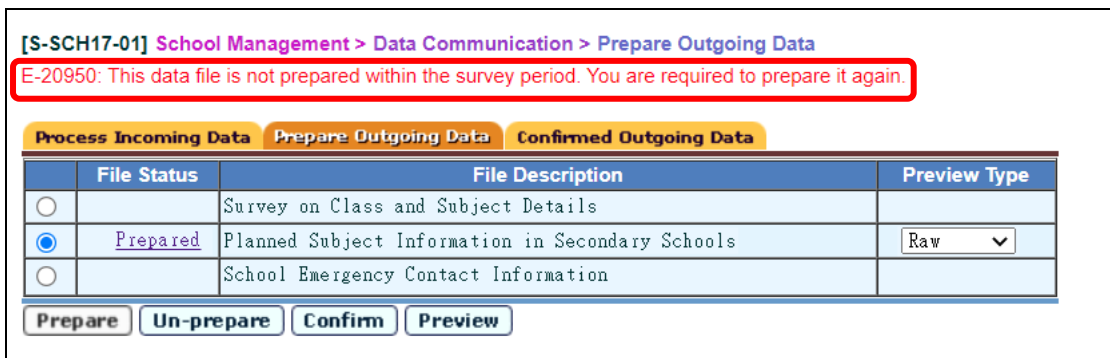 [S-SCH17-01] School Management > Data Communication > Prepare Outgoing Data
E-20950: This data file is not prepared within the survey period. You are required to prepare it again.
Process Incoming Data Prepare Outgoing Data Confirmed Outgoing Data
File Status File Description Preview Type
Survey on Class and Subject Details
Prepared Planned Subject Information in Secondary Schools Raw
School Emergency Contact Information
Prepare Un-prepare Confirm Preview